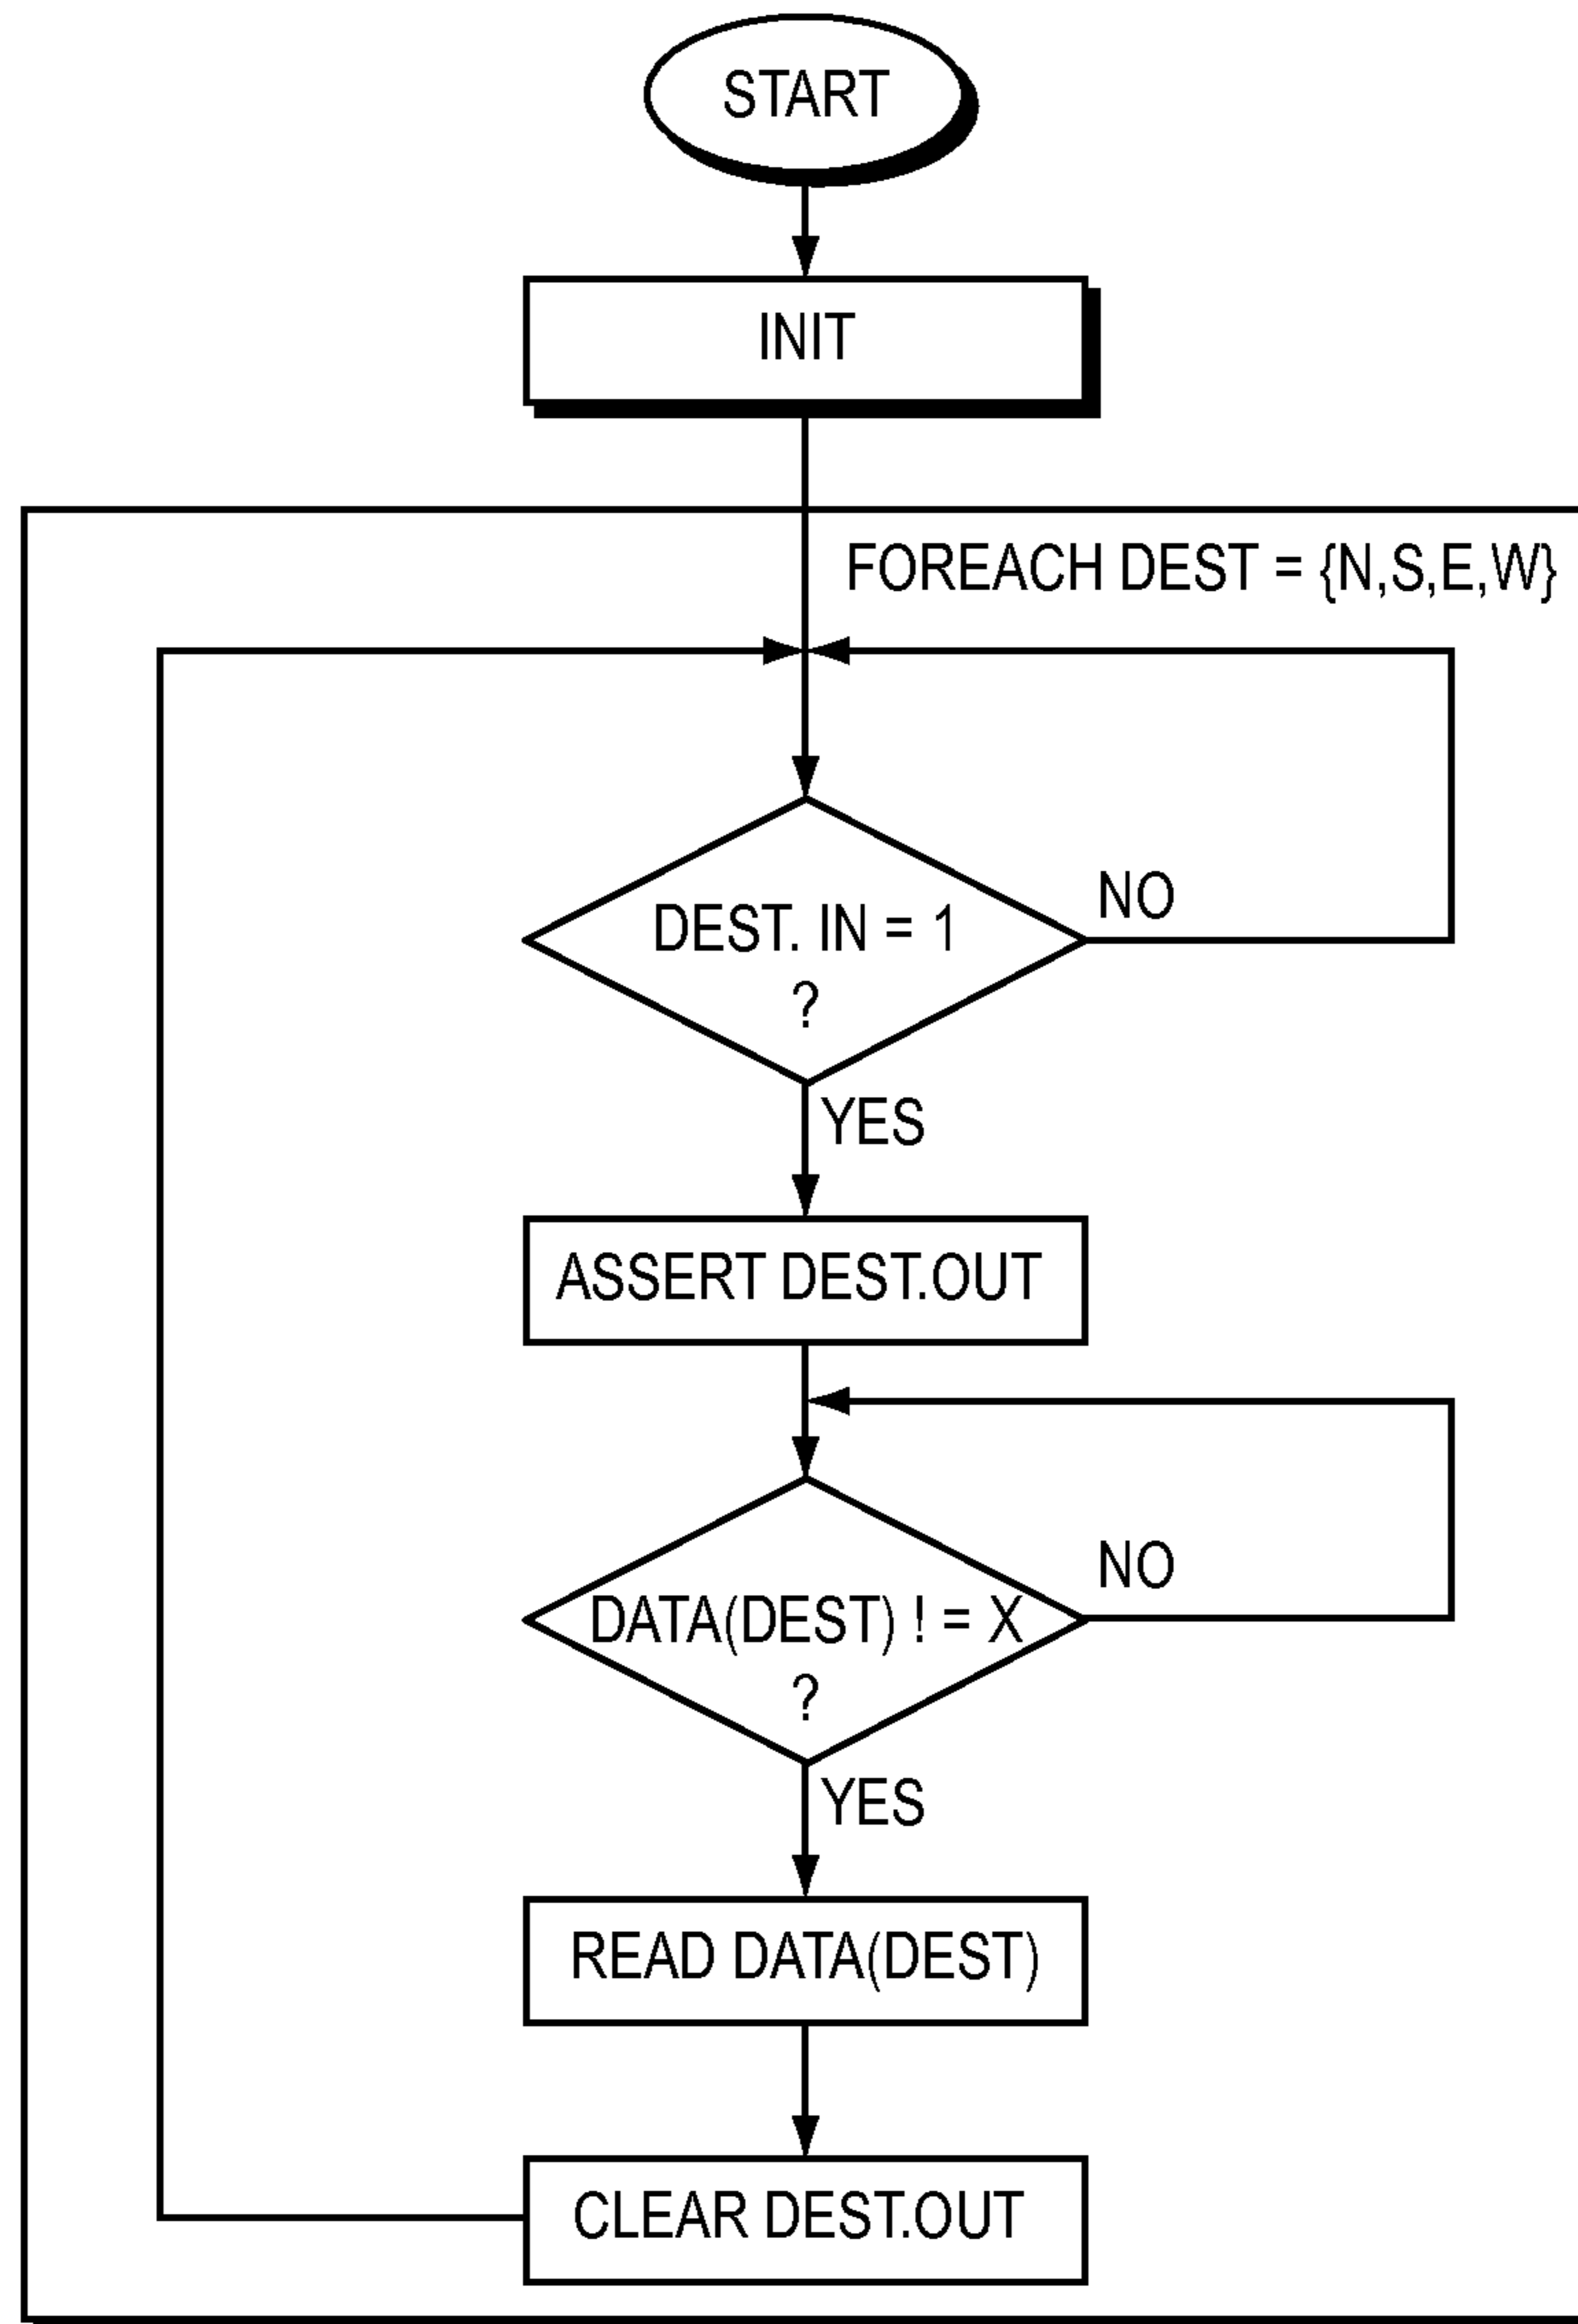 START
INIT
FOREACH DEST = {N,S,E,W}
DEST. IN = 1
?
NO
YES
ASSERT DEST.OUT
DATA(DEST) ! = X
?
NO
YES
READ DATA(DEST)
CLEAR DEST.OUT